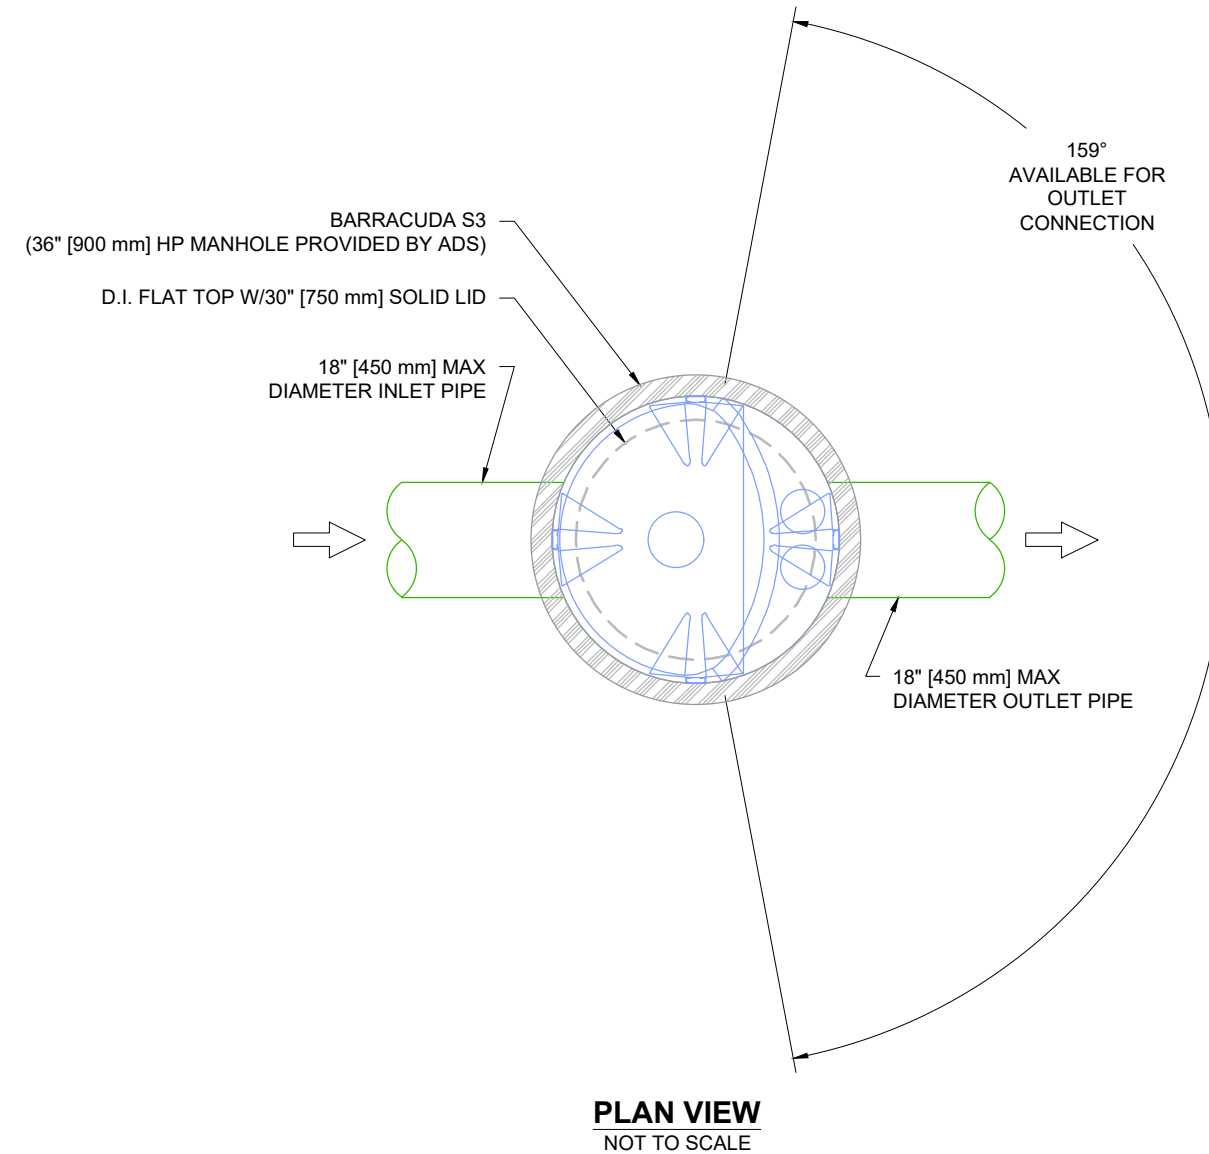 159°
AVAILABLE FOR
OUTLET
CONNECTION
BARRACUDA S3
(36" [900 mm] HP MANHOLE PROVIDED BY ADS)
D.I. FLAT TOP W/30" [750 mm] SOLID LID
18" [450 mm] MAX
DIAMETER INLET PIPE
18" [450 mm] MAX
DIAMETER OUTLET PIPE
PLAN VIEW
NOT TO SCALE